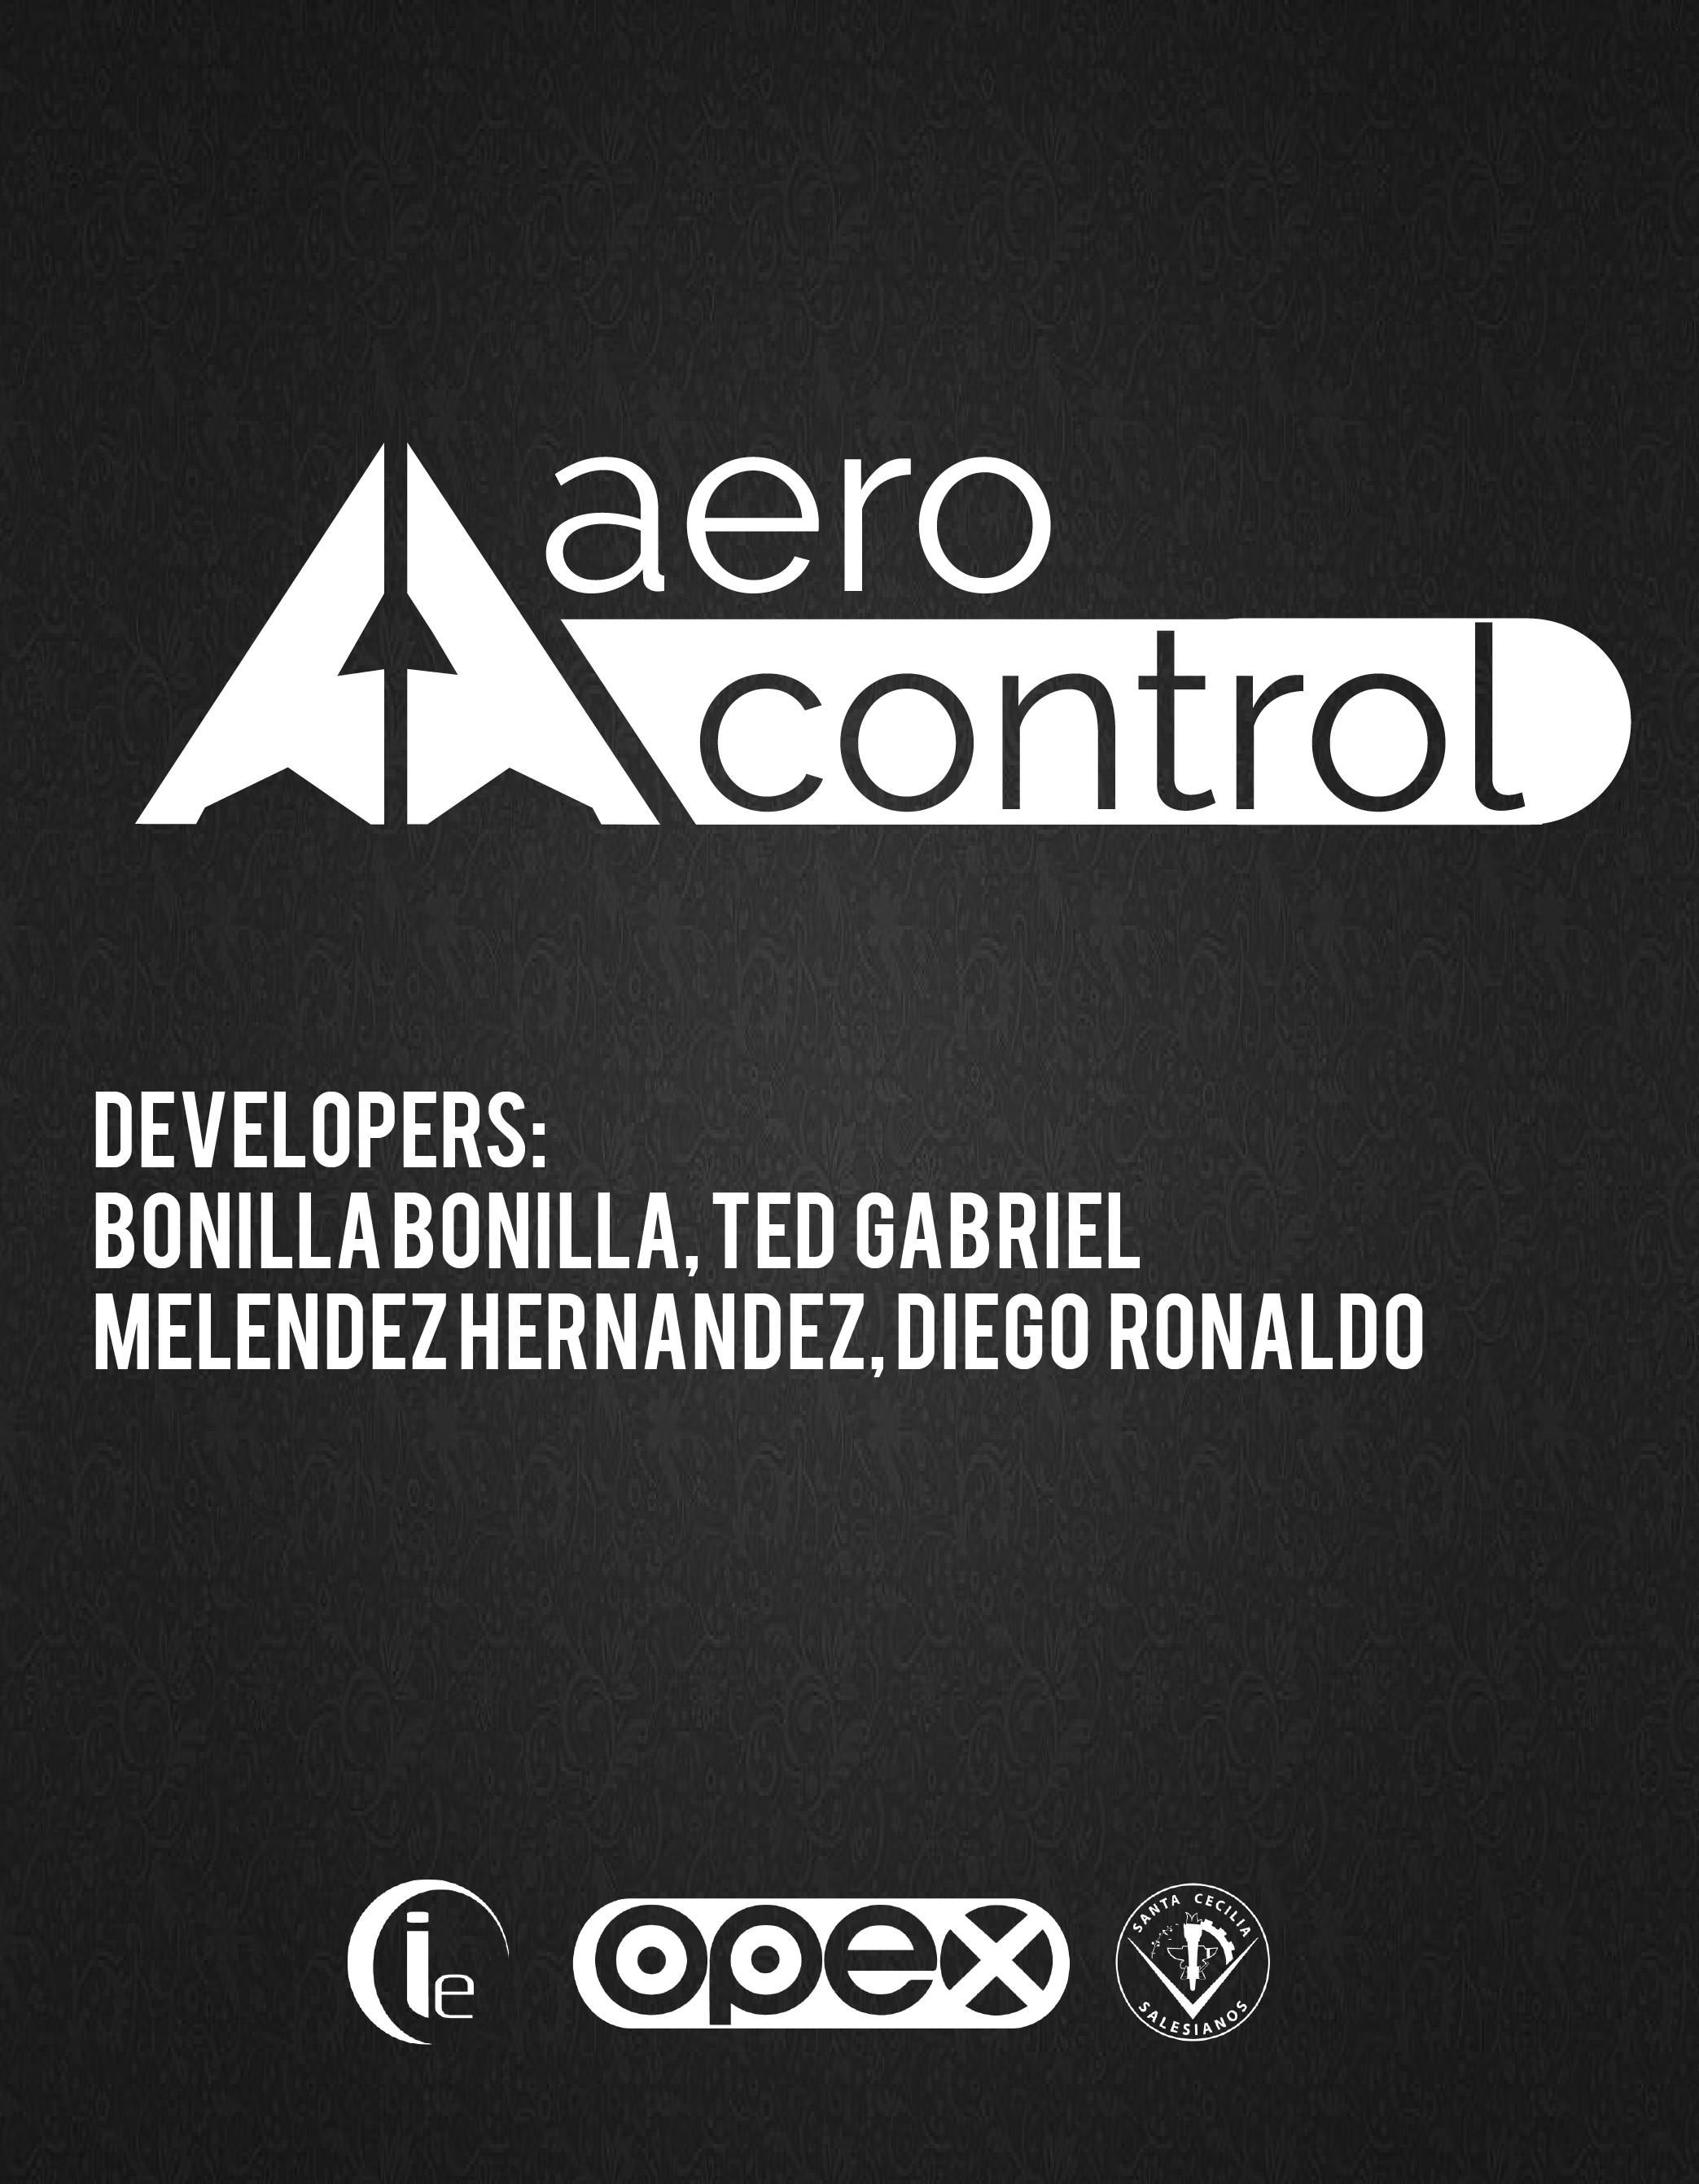 aero
control
DEVELOPERS:
BONILLA BONILLA, TED GABRIEL
MELENDEZ HERNANDEZ, DIEGO RONALDO
ie
opex
SANTA CECILIA
SALESIANOS